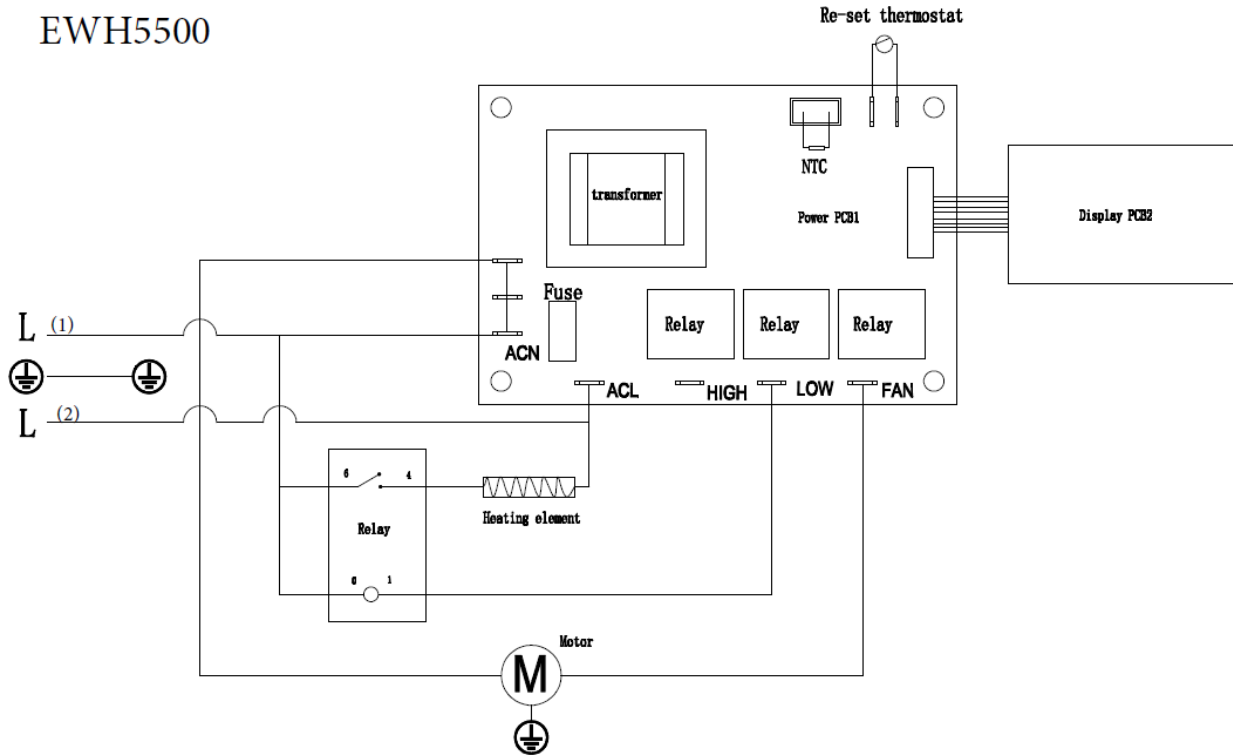 EWH5500
Re-set thermostat
NTC
transformer
Power PCB1
Display PCB2
Fuse
Relay
Relay
Relay
L (1)
ACN
ACL
HIGH
LOW
FAN
L (2)
6
4
Heating element
Relay
0
1
Motor
M